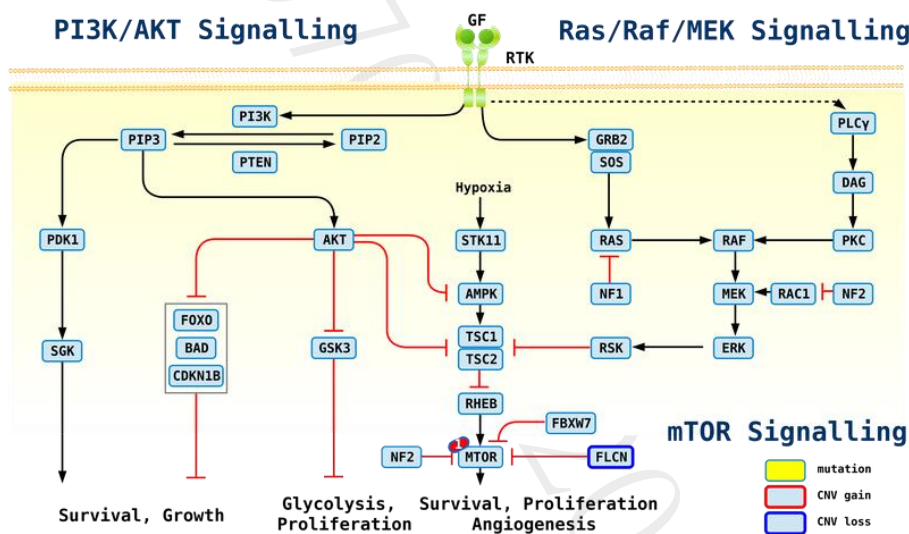 PI3K/AKT Signalling
GF
Ras/Raf/MEK Signalling
RTK
PI3K
PLCγ
PIP3
PIP2
GRB2
PTEN
SOS
DAG
Hypoxia
PDK1
AKT
STK11
RAS
RAF
PKC
AMPK
NF1
MEK
RAC1
NF2
FOXO
TSC1
SGK
BAD
GSK3
TSC2
RSK
ERK
CDKN1B
RHEB
FBXW7
mTOR Signalling
NF2
1
MTOR
FLCN
mutation
CNV gain
CNV loss
Survival, Growth
Glycolysis,
Proliferation
Survival, Proliferation
Angiogenesis